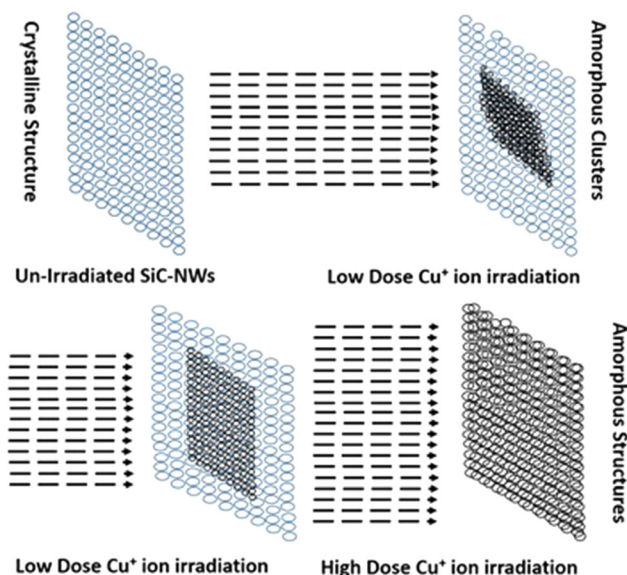 Crystalline Structure
Amorphous Clusters
Un-Irradiated SiC-NWs
Low Dose Cu⁺ ion irradiation
Amorphous Structures
Low Dose Cu⁺ ion irradiation
High Dose Cu⁺ ion irradiation